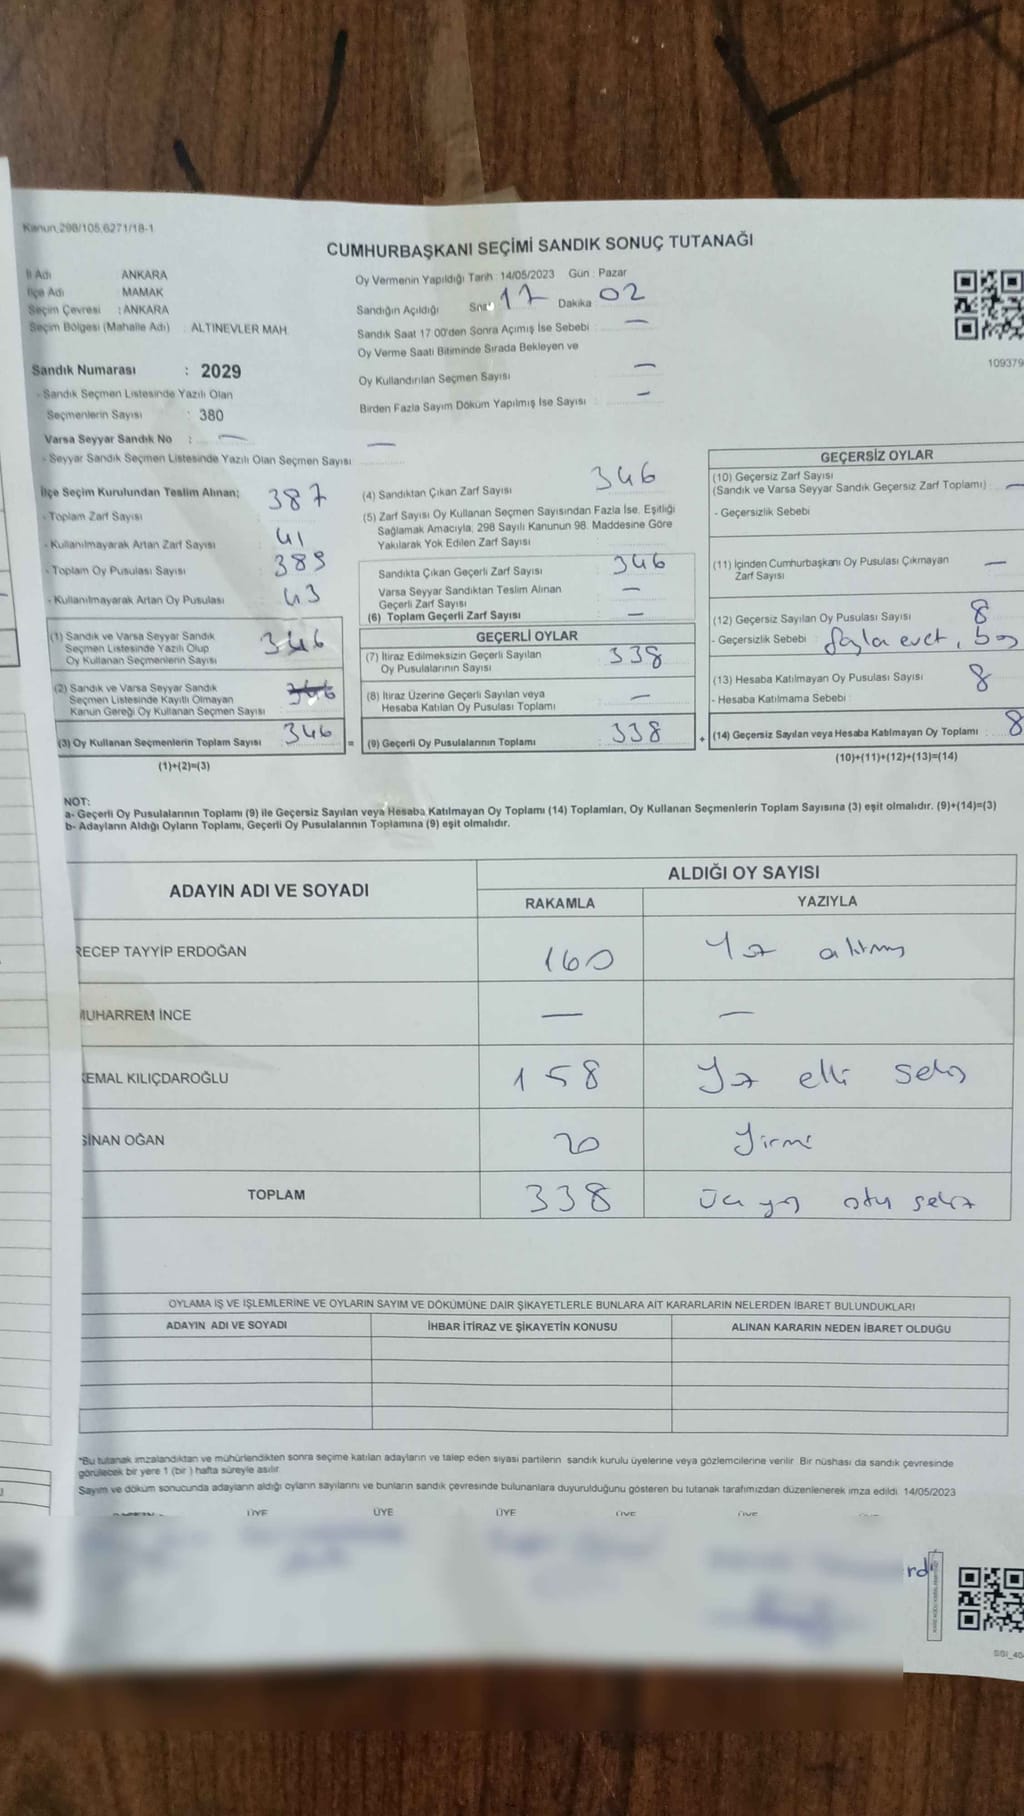 Kanun,298/105,6271/18-1
CUMHURBAŞKANI SEÇİMİ SANDIK SONUÇ TUTANAĞI
İl Adı ANKARA
İlçe Adı MAMAK
Seçim Çevresi : ANKARA
Seçim Bölgesi (Mahalle Adı) : ALTINEVLER MAH.
Oy Vermenin Yapıldığı Tarih : 14/05/2023 Gün : Pazar
Sandığın Açıldığı 17 Dakika 02
Sandık Saat 17:00'den Sonra Açımış İse Sebebi : —
Oy Verme Saati Bitiminde Sırada Bekleyen ve
Oy Kullandırılan Seçmen Sayısı : —
Birden Fazla Sayım Döküm Yapılmış İse Sayısı : —
109379
Sandık Numarası : 2029
- Sandık Seçmen Listesinde Yazılı Olan
Seçmenlerin Sayısı : 380
Varsa Seyyar Sandık No : —
- Seyyar Sandık Seçmen Listesinde Yazılı Olan Seçmen Sayısı : —
İlçe Seçim Kurulundan Teslim Alınan;
- Toplam Zarf Sayısı 387
- Kullanılmayarak Artan Zarf Sayısı 41
- Toplam Oy Pusulası Sayısı 389
- Kullanılmayarak Artan Oy Pusulası 43
(1) Sandık ve Varsa Seyyar Sandık
Seçmen Listesinde Yazılı Olup
Oy Kullanan Seçmenlerin Sayısı 346
(2) Sandık ve Varsa Seyyar Sandık
Seçmen Listesinde Kayıtlı Olmayan
Kanun Gereği Oy Kullanan Seçmen Sayısı 346
(3) Oy Kullanan Seçmenlerin Toplam Sayısı 346 =
(1)+(2)=(3)
(4) Sandıktan Çıkan Zarf Sayısı 346
(5) Zarf Sayısı Oy Kullanan Seçmen Sayısından Fazla İse, Eşitliği
Sağlamak Amacıyla, 298 Sayılı Kanunun 98. Maddesine Göre
Yakılarak Yok Edilen Zarf Sayısı :
Sandıkta Çıkan Geçerli Zarf Sayısı 346
Varsa Seyyar Sandıktan Teslim Alınan
Geçerli Zarf Sayısı —
(6) Toplam Geçerli Zarf Sayısı —
GEÇERLİ OYLAR
(7) İtiraz Edilmeksizin Geçerli Sayılan
Oy Pusulalarının Sayısı 338
(8) İtiraz Üzerine Geçerli Sayılan veya
Hesaba Katılan Oy Pusulası Toplamı —
(9) Geçerli Oy Pusulalarının Toplamı 338 +
GEÇERSİZ OYLAR
(10) Geçersiz Zarf Sayısı
(Sandık ve Varsa Seyyar Sandık Geçersiz Zarf Toplamı) : —
- Geçersizlik Sebebi :
(11) İçinden Cumhurbaşkanı Oy Pusulası Çıkmayan
Zarf Sayısı —
(12) Geçersiz Sayılan Oy Pusulası Sayısı 8
- Geçersizlik Sebebi : fazla evet, boş
(13) Hesaba Katılmayan Oy Pusulası Sayısı 8
- Hesaba Katılmama Sebebi
(14) Geçersiz Sayılan veya Hesaba Katılmayan Oy Toplamı : 8
(10)+(11)+(12)+(13)=(14)
NOT:
a- Geçerli Oy Pusulalarının Toplamı (9) ile Geçersiz Sayılan veya Hesaba Katılmayan Oy Toplamı (14) Toplamları, Oy Kullanan Seçmenlerin Toplam Sayısına (3) eşit olmalıdır. (9)+(14)=(3)
b- Adayların Aldığı Oyların Toplamı, Geçerli Oy Pusulalarının Toplamına (9) eşit olmalıdır.
ADAYIN ADI VE SOYADI
ALDIĞI OY SAYISI
RAKAMLA YAZIYLA
RECEP TAYYİP ERDOĞAN 160 Yüz altmış
MUHARREM İNCE — —
KEMAL KILIÇDAROĞLU 158 Yüz elli sekiz
SİNAN OĞAN 20 Yirmi
TOPLAM 338 üç yüz otuz sekiz
OYLAMA İŞ VE İŞLEMLERİNE VE OYLARIN SAYIM VE DÖKÜMÜNE DAİR ŞİKAYETLERLE BUNLARA AİT KARARLARIN NELERDEN İBARET BULUNDUKLARI
ADAYIN ADI VE SOYADI İHBAR İTİRAZ VE ŞİKAYETİN KONUSU ALINAN KARARIN NEDEN İBARET OLDUĞU
*Bu tutanak imzalandıktan ve mühürlendikten sonra seçime katılan adayların ve talep eden siyasi partilerin sandık kurulu üyelerine veya gözlemcilerine verilir. Bir nüshası da sandık çevresinde
görülecek bir yere 1 (bir ) hafta süreyle asılır.
Sayım ve döküm sonucunda adayların aldığı oyların sayılarını ve bunların sandık çevresinde bulunanlara duyurulduğunu gösteren bu tutanak tarafımızdan düzenlenerek imza edildi. 14/05/2023
ÜYE ÜYE ÜYE ÜYE ÜYE